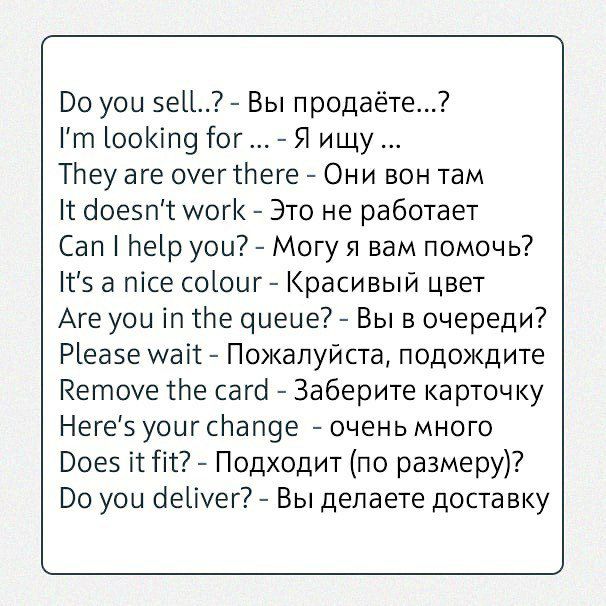 Do you sell..? - Вы продаёте...?
I'm looking for ... - Я ищу ...
They are over there - Они вон там
It doesn't work - Это не работает
Can I help you? - Могу я вам помочь?
It's a nice colour - Красивый цвет
Are you in the queue? - Вы в очереди?
Please wait - Пожалуйста, подождите
Remove the card - Заберите карточку
Here's your change  - очень много
Does it fit? - Подходит (по размеру)?
Do you deliver? - Вы делаете доставку